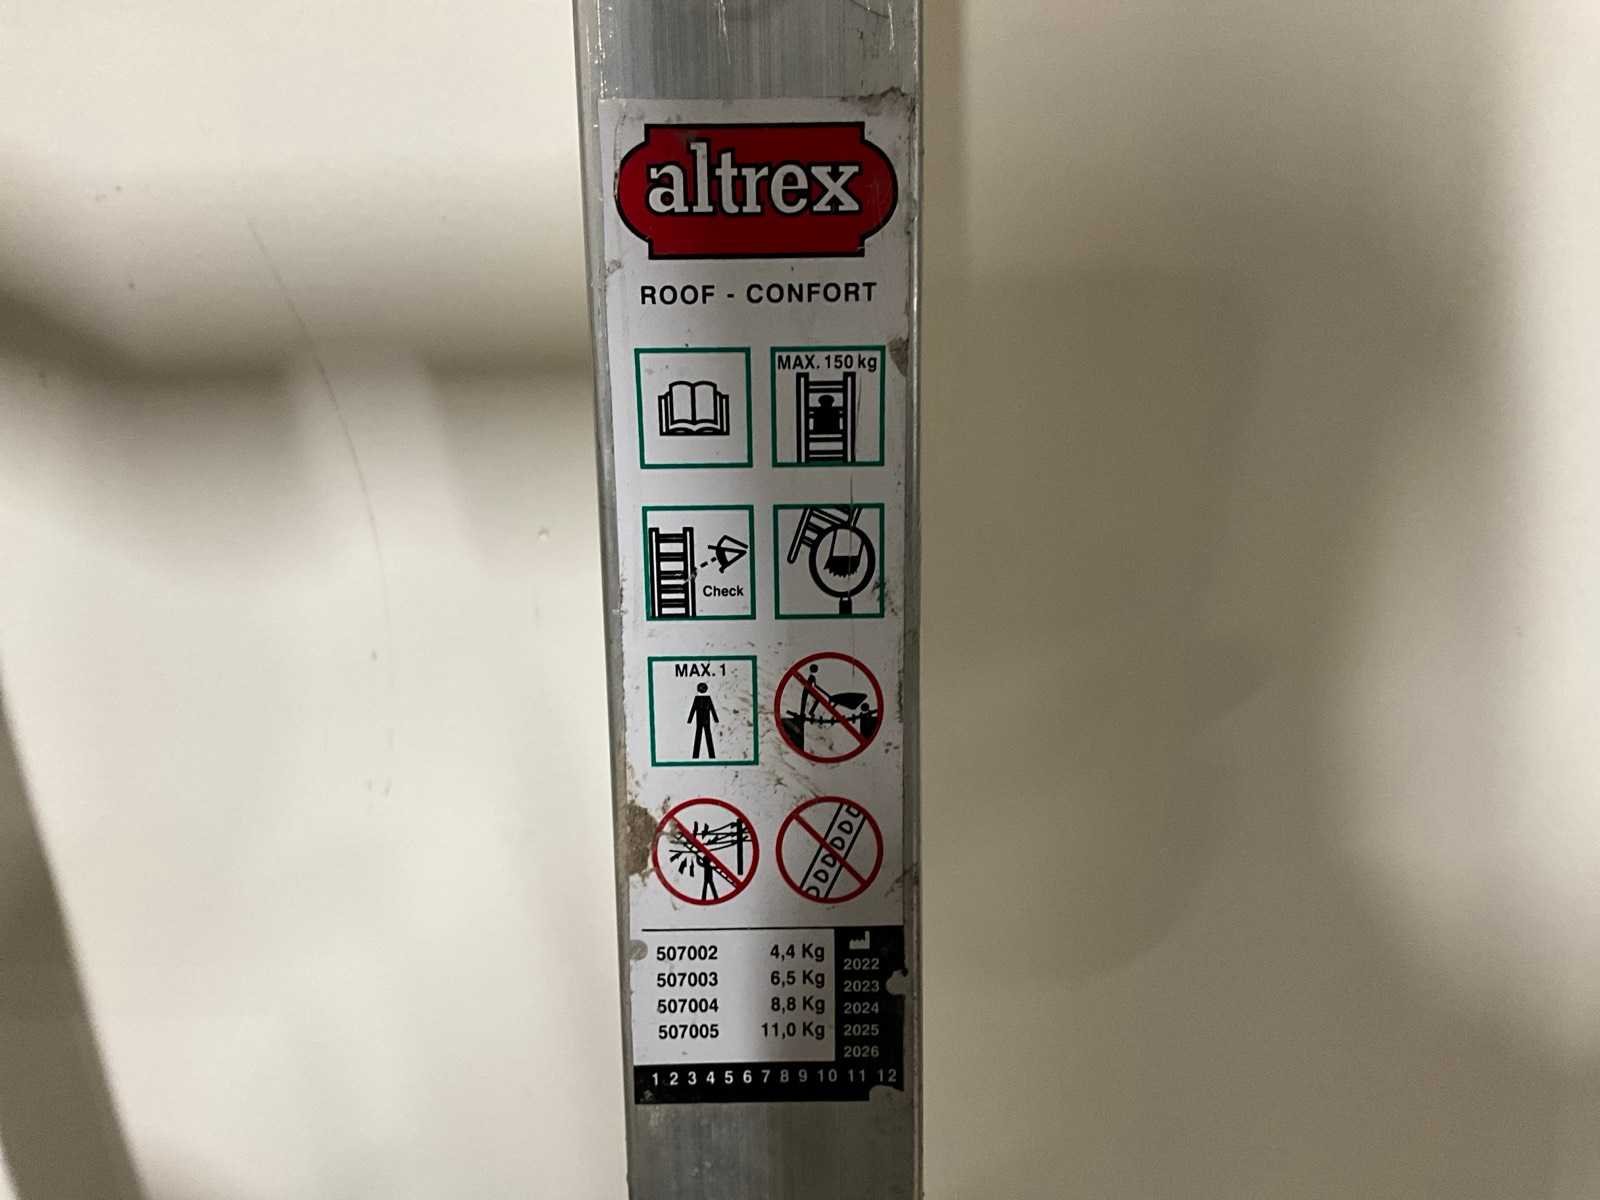 altrex
ROOF - CONFORT
MAX. 150 kg
Check
MAX. 1
507002 4,4 Kg
507003 6,5 Kg
507004 8,8 Kg
507005 11,0 Kg
2022
2023
2024
2025
2026
1 2 3 4 5 6 7 8 9 10 11 12